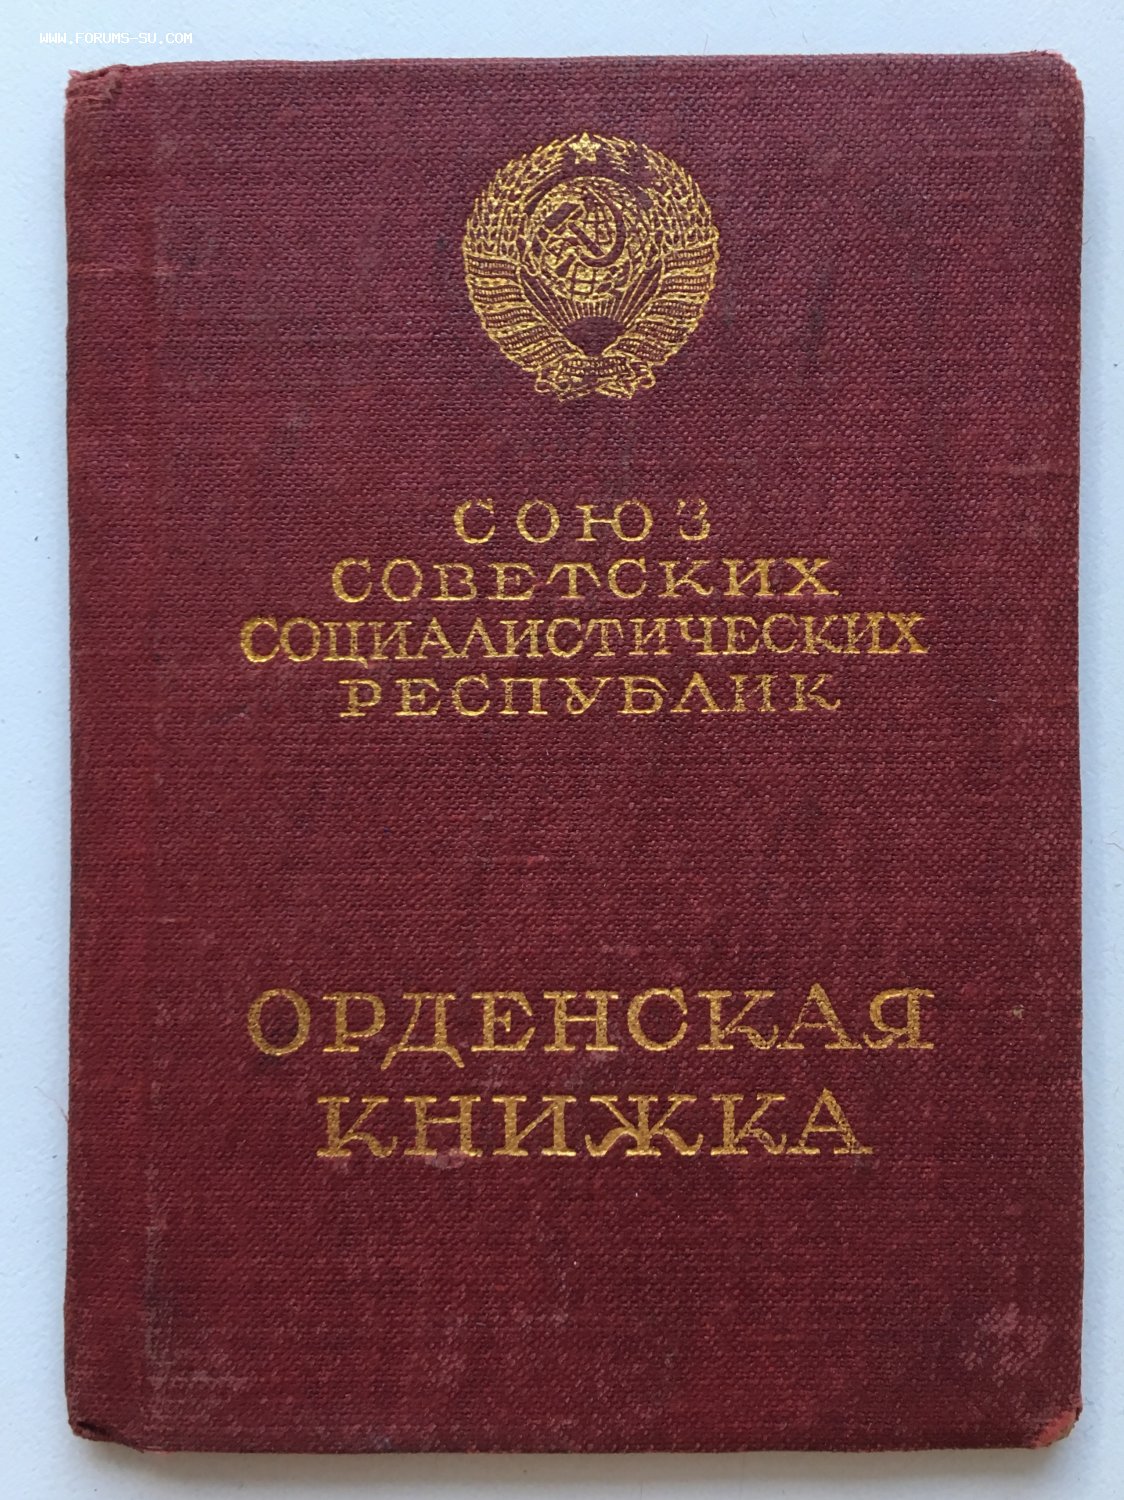 WWW.FORUMS-SU.COM
СОЮЗ
СОВЕТСКИХ
СОЦИАЛИСТИЧЕСКИХ
РЕСПУБЛИК
ОРДЕНСКАЯ
КНИЖКА